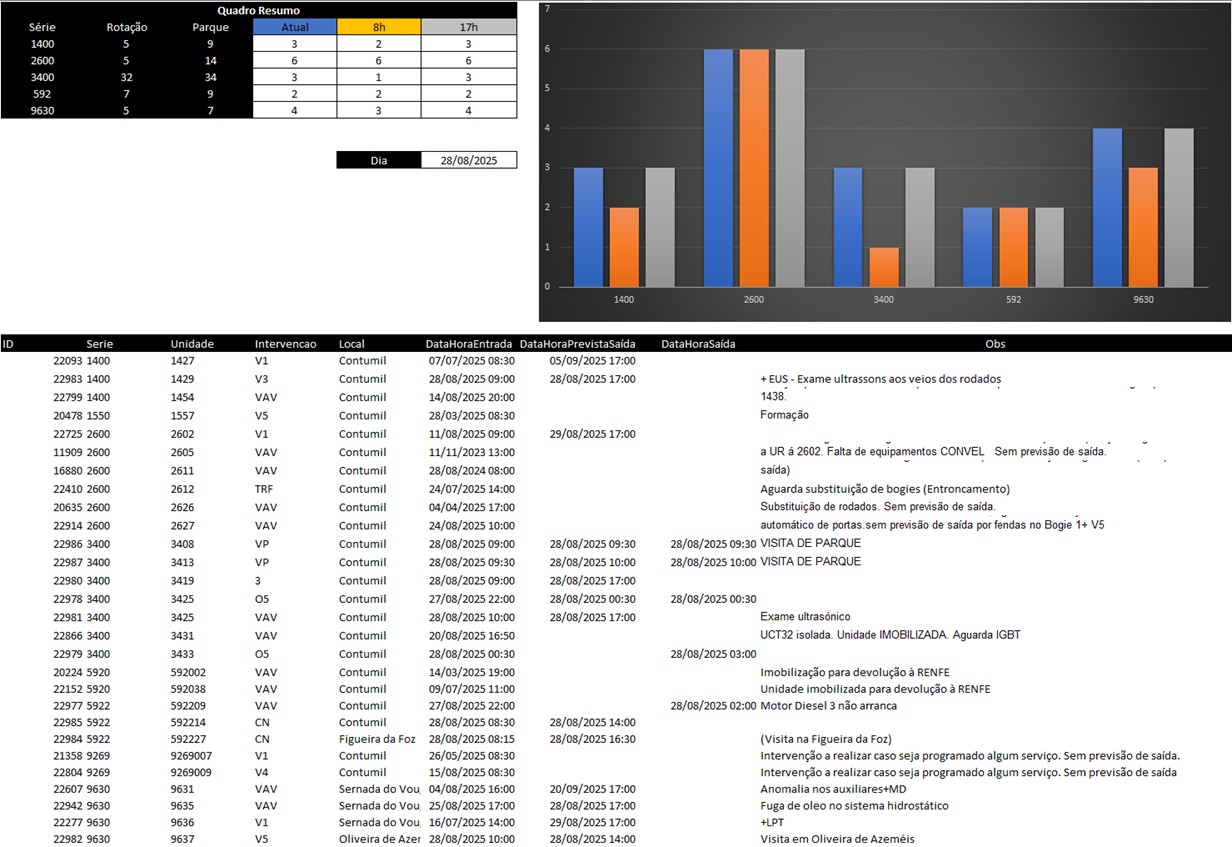 Quadro Resumo
Série Rotação Parque Atual 8h 17h
1400 5 9 3 2 3
2600 5 14 6 6 6
3400 32 34 3 1 3
592 7 9 2 2 2
9630 5 7 4 3 4
Dia 28/08/2025
7
6
5
4
3
2
1
0
1400 2600 3400 592 9630
ID Serie Unidade Intervencao Local DataHoraEntrada DataHoraPrevistaSaída DataHoraSaída Obs
22093 1400 1427 V1 Contumil 07/07/2025 08:30 05/09/2025 17:00
22983 1400 1429 V3 Contumil 28/08/2025 09:00 28/08/2025 17:00 + EUS - Exame ultrassons aos veios dos rodados
22799 1400 1454 VAV Contumil 14/08/2025 20:00 1438.
20478 1550 1557 V5 Contumil 28/03/2025 08:30 Formação
22725 2600 2602 V1 Contumil 11/08/2025 09:00 29/08/2025 17:00
11909 2600 2605 VAV Contumil 11/11/2023 13:00 a UR á 2602. Falta de equipamentos CONVEL Sem previsão de saída.
16880 2600 2611 VAV Contumil 28/08/2024 08:00 saída)
22410 2600 2612 TRF Contumil 24/07/2025 14:00 Aguarda substituição de bogies (Entroncamento)
20635 2600 2626 VAV Contumil 04/04/2025 17:00 Substituição de rodados. Sem previsão de saída.
22914 2600 2627 VAV Contumil 24/08/2025 10:00 automático de portas.sem previsão de saída por fendas no Bogie 1+ V5
22986 3400 3408 VP Contumil 28/08/2025 09:00 28/08/2025 09:30 28/08/2025 09:30 VISITA DE PARQUE
22987 3400 3413 VP Contumil 28/08/2025 09:30 28/08/2025 10:00 28/08/2025 10:00 VISITA DE PARQUE
22980 3400 3419 3 Contumil 28/08/2025 09:00 28/08/2025 17:00
22978 3400 3425 O5 Contumil 27/08/2025 22:00 28/08/2025 00:30 28/08/2025 00:30
22981 3400 3425 VAV Contumil 28/08/2025 10:00 28/08/2025 17:00 Exame ultrasónico
22866 3400 3431 VAV Contumil 20/08/2025 16:50 UCT32 isolada. Unidade IMOBILIZADA. Aguarda IGBT
22979 3400 3433 O5 Contumil 28/08/2025 00:30 28/08/2025 03:00
20224 5920 592002 VAV Contumil 14/03/2025 19:00 Imobilização para devolução à RENFE
22152 5920 592038 VAV Contumil 09/07/2025 11:00 Unidade imobilizada para devolução à RENFE
22977 5922 592209 VAV Contumil 27/08/2025 22:00 28/08/2025 02:00 Motor Diesel 3 não arranca
22985 5922 592214 CN Contumil 28/08/2025 08:30 28/08/2025 14:00
22984 5922 592227 CN Figueira da Foz 28/08/2025 08:15 28/08/2025 16:30 (Visita na Figueira da Foz)
21358 9269 9269007 V1 Contumil 26/05/2025 08:30 Intervenção a realizar caso seja programado algum serviço. Sem previsão de saída.
22804 9269 9269009 V4 Contumil 15/08/2025 08:30 Intervenção a realizar caso seja programado algum serviço. Sem previsão de saída
22607 9630 9631 VAV Sernada do Vou 04/08/2025 16:00 20/09/2025 17:00 Anomalia nos auxiliares+MD
22942 9630 9635 VAV Sernada do Vou 25/08/2025 17:00 28/08/2025 17:00 Fuga de oleo no sistema hidrostático
22277 9630 9636 V1 Sernada do Vou 16/07/2025 14:00 29/08/2025 17:00 +LPT
22982 9630 9637 V5 Oliveira de Azer 28/08/2025 10:00 28/08/2025 14:00 Visita em Oliveira de Azeméis